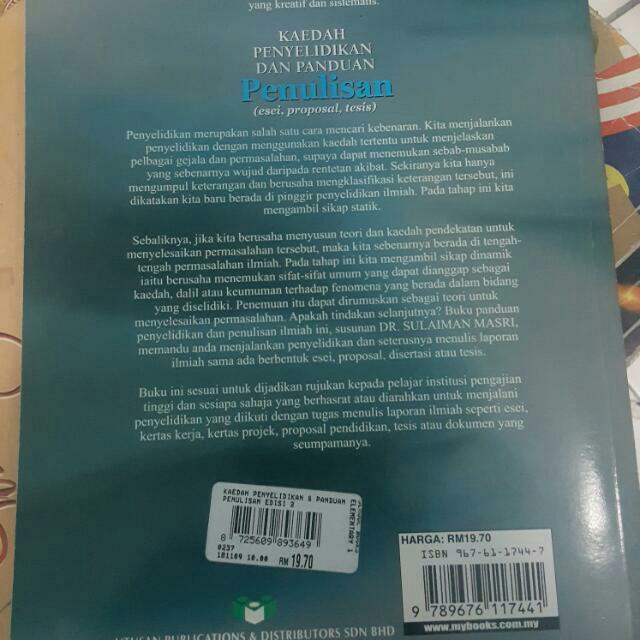 yang kreatif dan sistematis.
KAEDAH
PENYELIDIKAN
DAN PANDUAN
Penulisan
(esei, proposal, tesis)
Penyelidikan merupakan salah satu cara mencari kebenaran. Kita menjalankan
penyelidikan dengan menggunakan kaedah tertentu untuk menjelaskan
pelbagai gejala dan permasalahan, supaya dapat menemukan sebab-musabab
yang sebenarnya wujud daripada rentetan akibat. Sekiranya kita hanya
mengumpul keterangan dan berusaha mengklasifikasi keterangan tersebut, ini
dikatakan kita baru berada di pinggir penyelidikan ilmiah. Pada tahap ini kita
mengambil sikap statik.
Sebaliknya, jika kita berusaha menyusun teori dan kaedah pendekatan untuk
menyelesaikan permasalahan tersebut, maka kita sebenarnya berada di tengah-
tengah permasalahan ilmiah. Pada tahap ini kita mengambil sikap dinamik
iaitu berusaha menemukan sifat-sifat umum yang dapat dianggap sebagai
kaedah, dalil atau keumuman terhadap fenomena yang berada dalam bidang
yang diselidiki. Penemuan itu dapat dirumuskan sebagai teori untuk
menyelesaikan permasalahan. Apakah tindakan selanjutnya? Buku panduan
penyelidikan dan penulisan ilmiah ini, susunan DR. SULAIMAN MASRI,
memandu anda menjalankan penyelidikan dan seterusnya menulis laporan
ilmiah sama ada berbentuk esei, proposal, disertasi atau tesis.
Buku ini sesuai untuk dijadikan rujukan kepada pelajar institusi pengajian
tinggi dan sesiapa sahaja yang berhasrat atau diarahkan untuk menjalani
penyelidikan yang diikuti dengan tugas menulis laporan ilmiah seperti esei,
kertas kerja, kertas projek, proposal pendidikan, tesis atau dokumen yang
seumpamanya.
KAEDAH PENYELIDIKAN & PANDUAN
PENULISAN EDISI 2
ELEMENTARY 1
8 725609 893649
0237
181109 10.00 RM 19.70
HARGA: RM19.70
ISBN 967-61-1744-7
9 789676 117441
www.mybooks.com.my
UTUSAN PUBLICATIONS & DISTRIBUTORS SDN BHD